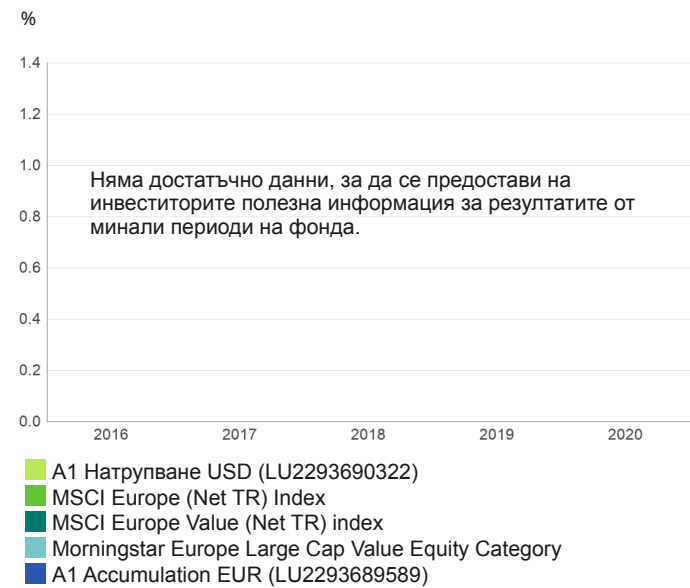 %
1.4
1.2
1.0
Няма достатъчно данни, за да се предостави на
инвеститорите полезна информация за резултатите от
минали периоди на фонда.
0.8
0.6
0.4
0.2
0.0
2016 2017 2018 2019 2020
A1 Натрупване USD (LU2293690322)
MSCI Europe (Net TR) Index
MSCI Europe Value (Net TR) index
Morningstar Europe Large Cap Value Equity Category
A1 Accumulation EUR (LU2293689589)